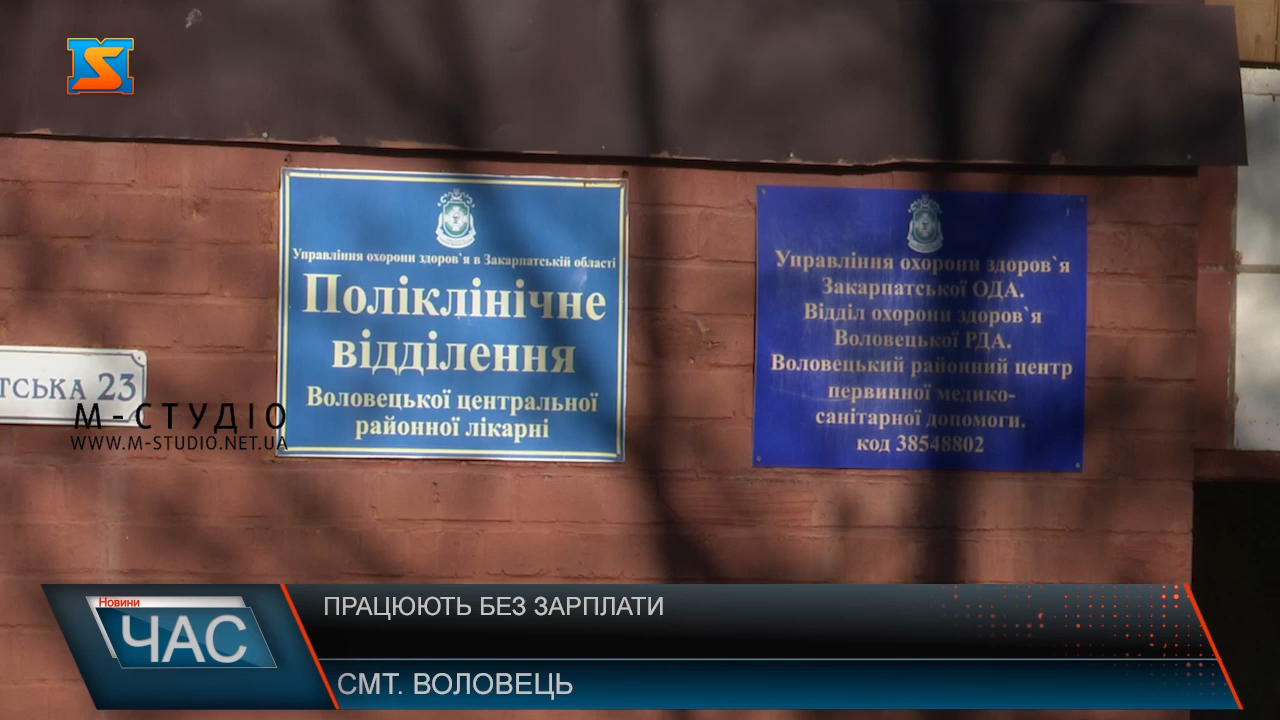 Управління охорони здоров`я в Закарпатській області
Поліклінічне
відділення
Воловецької центральної
районної лікарні
Управління охорони здоров`я
Закарпатської ОДА.
Відділ охорони здоров`я
Воловецької РДА.
Воловецький районний центр
первинної медико-
санітарної допомоги.
код 38548802
ТСЬКА 23
М-СТУДІО
WWW.M-STUDIO.NET.UA
Новини
ЧАС
ПРАЦЮЮТЬ БЕЗ ЗАРПЛАТИ
СМТ. ВОЛОВЕЦЬ